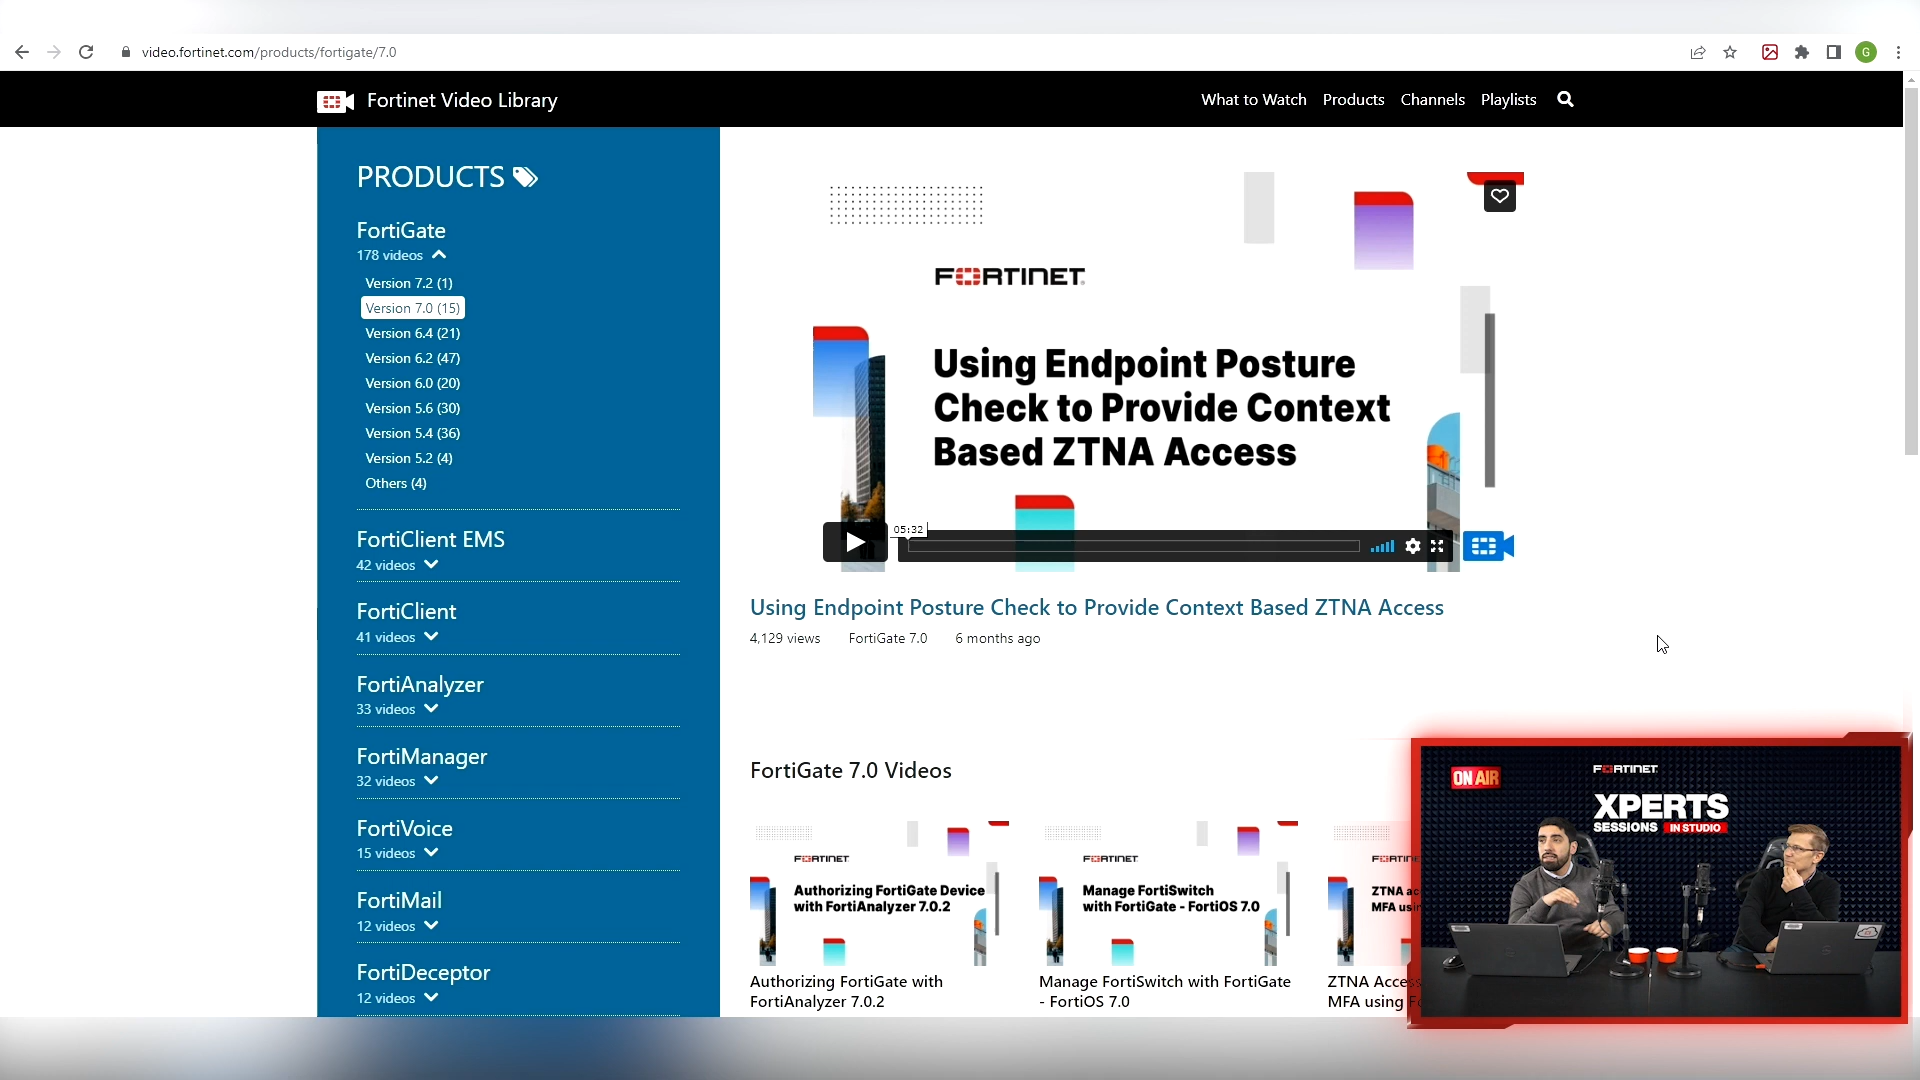 video.fortinet.com/products/fortigate/7.0
G
Fortinet Video Library
What to Watch
Products
Channels
Playlists
PRODUCTS
FortiGate
178 videos
Version 7.2 (1)
Version 7.0 (15)
Version 6.4 (21)
Version 6.2 (47)
Version 6.0 (20)
Version 5.6 (30)
Version 5.4 (36)
Version 5.2 (4)
Others (4)
FortiClient EMS
42 videos
FortiClient
41 videos
FortiAnalyzer
33 videos
FortiManager
32 videos
FortiVoice
15 videos
FortiMail
12 videos
FortiDeceptor
12 videos
FORTINET
Using Endpoint Posture
Check to Provide Context
Based ZTNA Access
05:32
Using Endpoint Posture Check to Provide Context Based ZTNA Access
4,129 views
FortiGate 7.0
6 months ago
FortiGate 7.0 Videos
FORTINET
Authorizing FortiGate Device
with FortiAnalyzer 7.0.2
Authorizing FortiGate with
FortiAnalyzer 7.0.2
FORTINET
Manage FortiSwitch
with FortiGate - FortiOS 7.0
Manage FortiSwitch with FortiGate
- FortiOS 7.0
ZTNA
MFA
ZTNA
MFA using
ON AIR
FORTINET
XPERTS
SESSIONS IN STUDIO